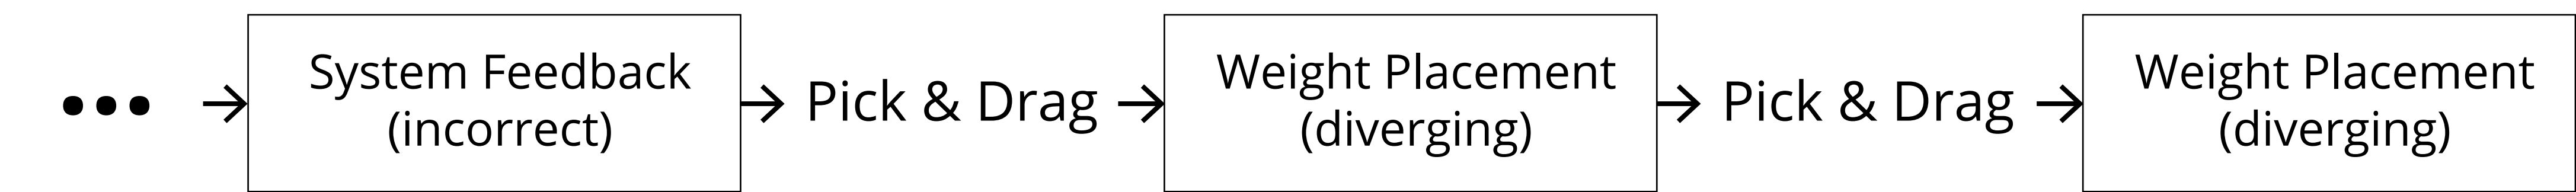 •••
System Feedback
(incorrect)
Pick & Drag
Weight Placement
(diverging)
Pick & Drag
Weight Placement
(diverging)